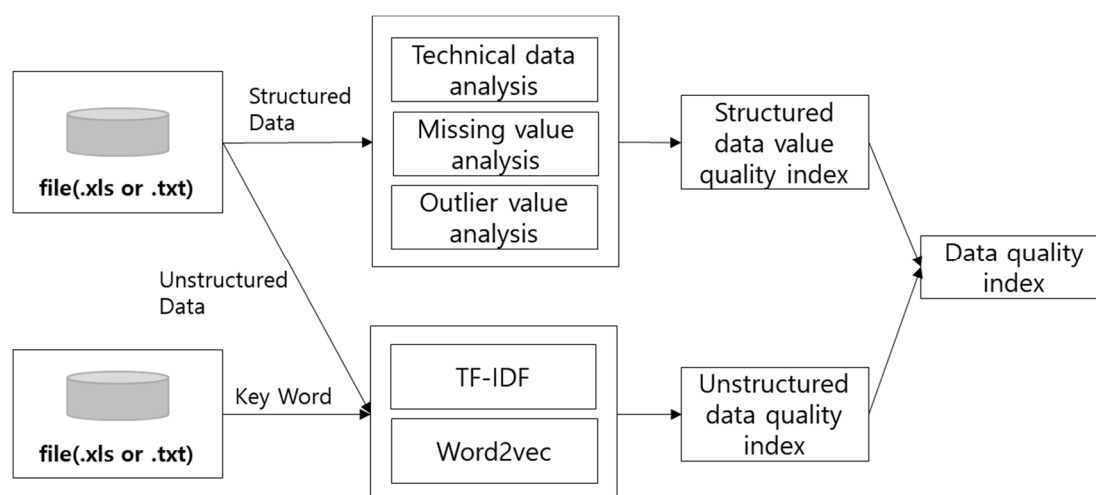 file(.xls or .txt)
Structured
Data
Technical data
analysis
Missing value
analysis
Outlier value
analysis
Structured
data value
quality index
Unstructured
Data
Data quality
index
file(.xls or .txt)
Key Word
TF-IDF
Word2vec
Unstructured
data quality
index